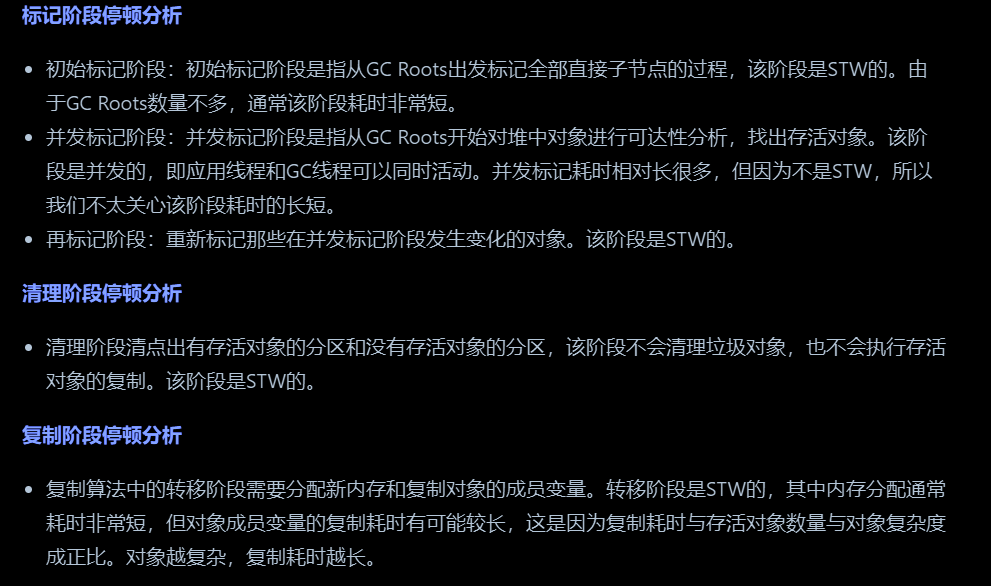 标记阶段停顿分析
初始标记阶段：初始标记阶段是指从GC Roots出发标记全部直接子节点的过程，该阶段是STW的。由
于GC Roots数量不多，通常该阶段耗时非常短。
并发标记阶段：并发标记阶段是指从GC Roots开始对堆中对象进行可达性分析，找出存活对象。该阶
段是并发的，即应用线程和GC线程可以同时活动。并发标记耗时相对长很多，但因为不是STW，所以
我们不太关心该阶段耗时的长短。
再标记阶段：重新标记那些在并发标记阶段发生变化的对象。该阶段是STW的。
清理阶段停顿分析
清理阶段清点出有存活对象的分区和没有存活对象的分区，该阶段不会清理垃圾对象，也不会执行存活
对象的复制。该阶段是STW的。
复制阶段停顿分析
复制算法中的转移阶段需要分配新内存和复制对象的成员变量。转移阶段是STW的，其中内存分配通常
耗时非常短，但对象成员变量的复制耗时有可能较长，这是因为复制耗时与存活对象数量与对象复杂度
成正比。对象越复杂，复制耗时越长。